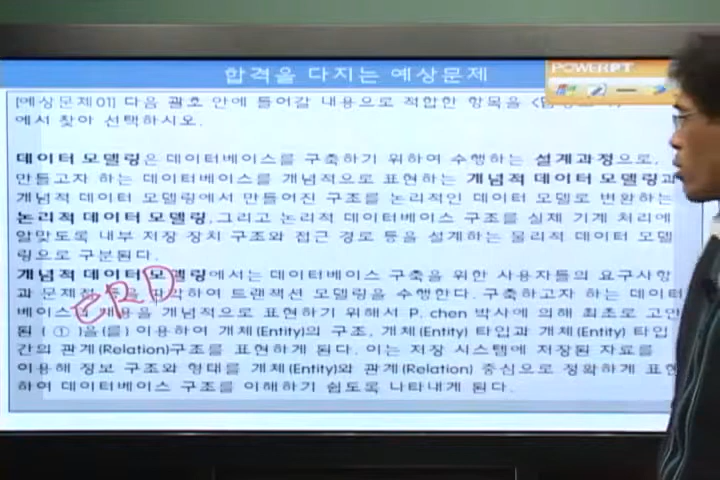 합격을 다지는 예상문제
POWERPT
[예상문제01] 다음 괄호 안에 들어갈 내용으로 적합한 항목을
에서 찾아 선택하시오.
데이터 모델링은 데이터베이스를 구축하기 위하여 수행하는 설계과정으로,
만들고자 하는 데이터베이스를 개념적으로 표현하는 개념적 데이터 모델링과
개념적 데이터 모델링에서 만들어진 구조를 논리적인 데이터 모델로 변환하는
논리적 데이터 모델링, 그리고 논리적 데이터베이스 구조를 실제 기계 처리에
알맞도록 내부 저장 장치 구조와 접근 경로 등을 설계하는 물리적 데이터 모델
링으로 구분된다.
개념적 데이터 모델링에서는 데이터베이스 구축을 위한 사용자들의 요구사항
과 문제점 등을 파악하여 트랜잭션 모델링을 수행한다. 구축하고자 하는 데이터
ERD
베이스의 내용을 개념적으로 표현하기 위해서 P. chen 박사에 의해 최초로 고안
된 ( ① )을(를) 이용하여 개체(Entity)의 구조, 개체(Entity) 타입과 개체(Entity) 타입
간의 관계(Relation)구조를 표현하게 된다. 이는 저장 시스템에 저장된 자료를
이용해 정보 구조와 형태를 개체(Entity)와 관계(Relation) 중심으로 정확하게 표현
하여 데이터베이스 구조를 이해하기 쉽도록 나타내게 된다.